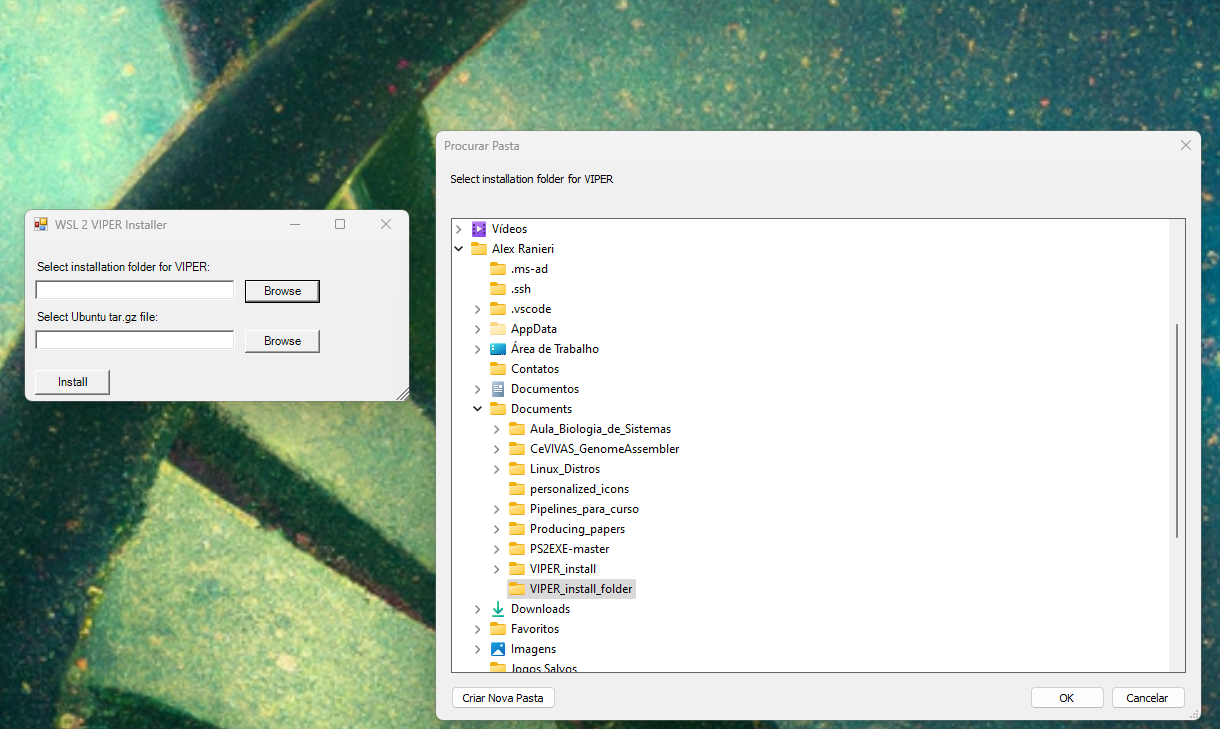 WSL 2 VIPER Installer
Select installation folder for VIPER:
Browse
Select Ubuntu tar.gz file:
Browse
Install
Procurar Pasta
Select installation folder for VIPER
Vídeos
Alex Ranieri
.ms-ad
.ssh
.vscode
AppData
Área de Trabalho
Contatos
Documentos
Documents
Aula_Biologia_de_Sistemas
CeVIVAS_GenomeAssembler
Linux_Distros
personalized_icons
Pipelines_para_curso
Producing_papers
PS2EXE-master
VIPER_install
VIPER_install_folder
Downloads
Favoritos
Imagens
Jogos Salvos
Criar Nova Pasta
OK
Cancelar